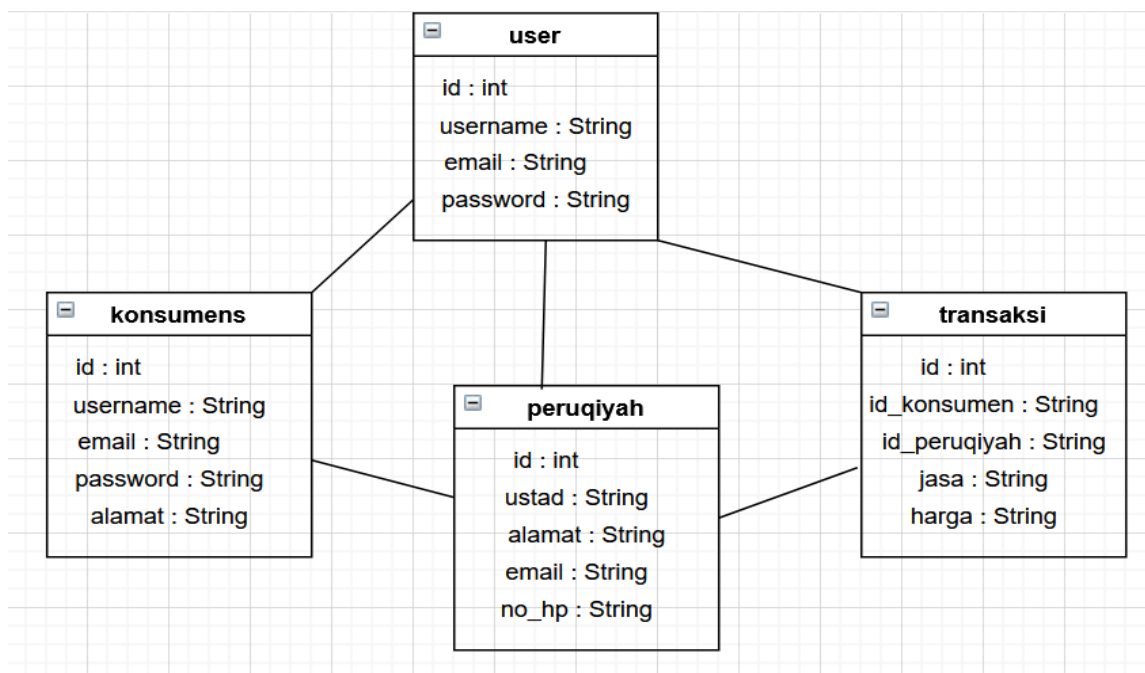 user
id : int
username : String
email : String
password : String
konsumens
id : int
username : String
email : String
password : String
alamat : String
peruqiyah
id : int
ustad : String
alamat : String
email : String
no_hp : String
transaksi
id : int
id_konsumen : String
id_peruqiyah : String
jasa : String
harga : String